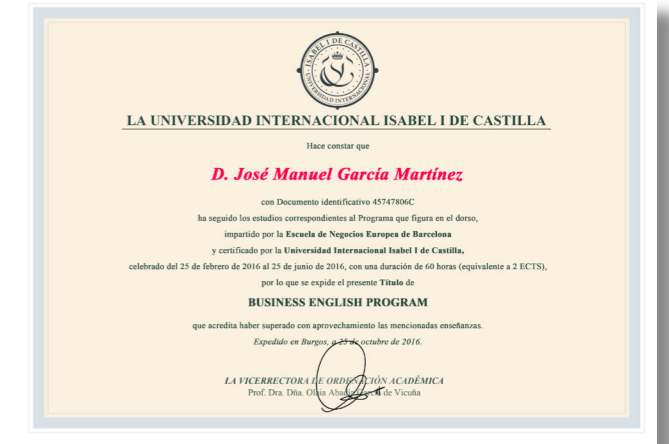 ISABEL I DE CASTILLA
UNIVERSIDAD INTERNACIONAL
LA UNIVERSIDAD INTERNACIONAL ISABEL I DE CASTILLA
Hace constar que
D. José Manuel García Martínez
con Documento identificativo 45747806C
ha seguido los estudios correspondientes al Programa que figura en el dorso,
impartido por la Escuela de Negocios Europea de Barcelona
y certificado por la Universidad Internacional Isabel I de Castilla,
celebrado del 25 de febrero de 2016 al 25 de junio de 2016, con una duración de 60 horas (equivalente a 2 ECTS),
por lo que se expide el presente Título de
BUSINESS ENGLISH PROGRAM
que acredita haber superado con aprovechamiento las mencionadas enseñanzas.
Expedido en Burgos, a 25 de octubre de 2016.
LA VICERRECTORA DE ORDENACIÓN ACADÉMICA
Prof. Dra. Dña. de Vicuña